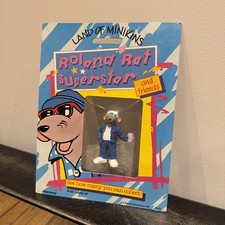 LAND OF MINIKINS
Roland Rat
Superstar
and
friends
See how many you can collect